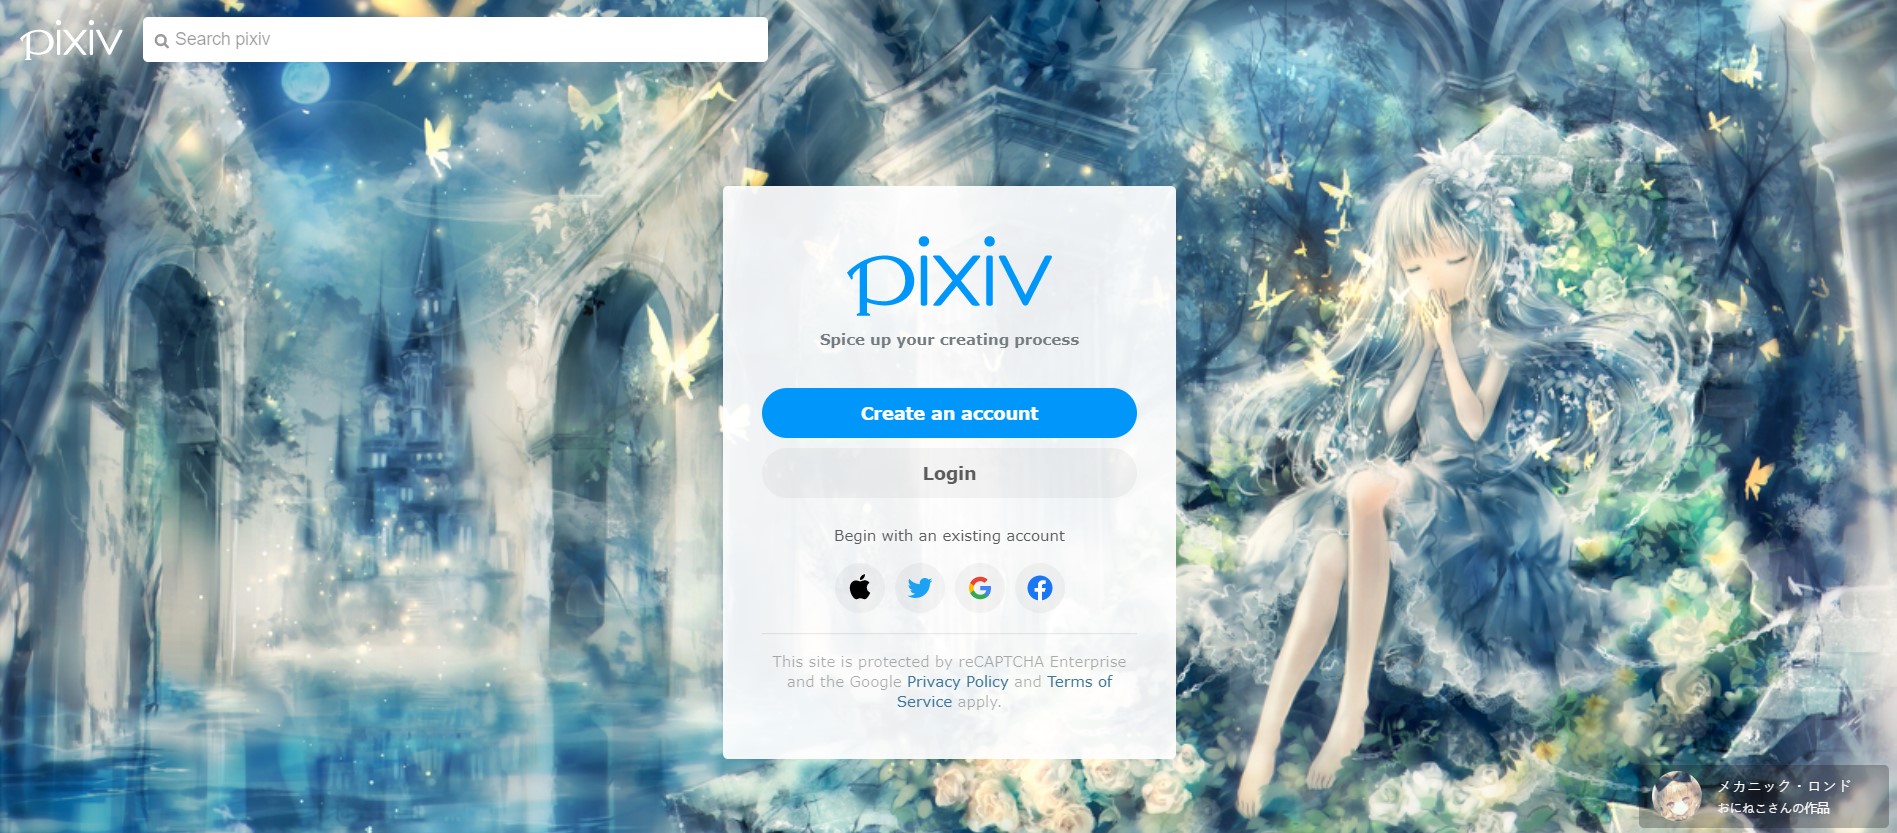 pixiv
Search pixiv
pixiv
Spice up your creating process
Create an account
Login
Begin with an existing account
This site is protected by reCAPTCHA Enterprise
and the Google Privacy Policy and Terms of
Service apply.
メカニック・ロンド
おにねこさんの作品